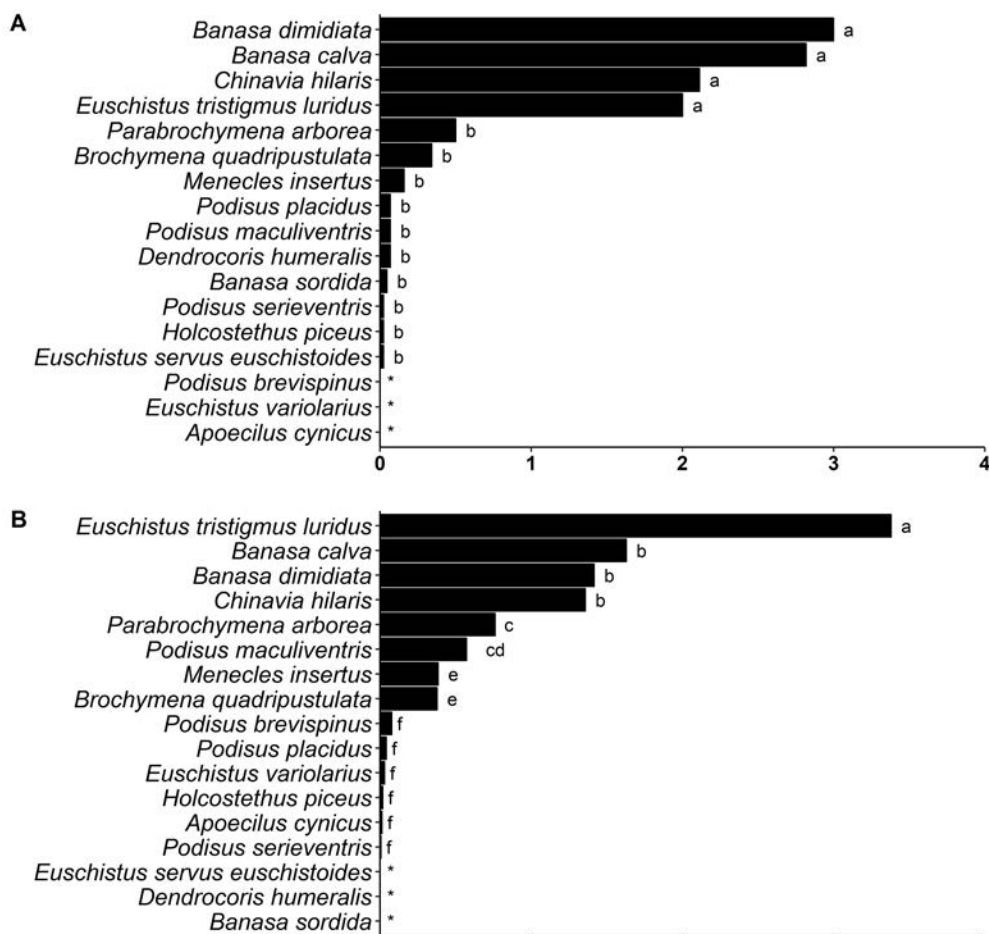 A
Banasa dimidiata a
Banasa calva a
Chinavia hilaris a
Euschistus tristigmus luridus a
Parabrochymena arborea b
Brochymena quadripustulata b
Menecles insertus b
Podisus placidus b
Podisus maculiventris b
Dendrocoris humeralis b
Banasa sordida b
Podisus serieventris b
Holcostethus piceus b
Euschistus servus euschistoides b
Podisus brevispinus *
Euschistus variolarius *
Apoecilus cynicus *
0 1 2 3 4
B
Euschistus tristigmus luridus a
Banasa calva b
Banasa dimidiata b
Chinavia hilaris b
Parabrochymena arborea c
Podisus maculiventris cd
Menecles insertus e
Brochymena quadripustulata e
Podisus brevispinus f
Podisus placidus f
Euschistus variolarius f
Holcostethus piceus f
Apoecilus cynicus f
Podisus serieventris f
Euschistus servus euschistoides *
Dendrocoris humeralis *
Banasa sordida *